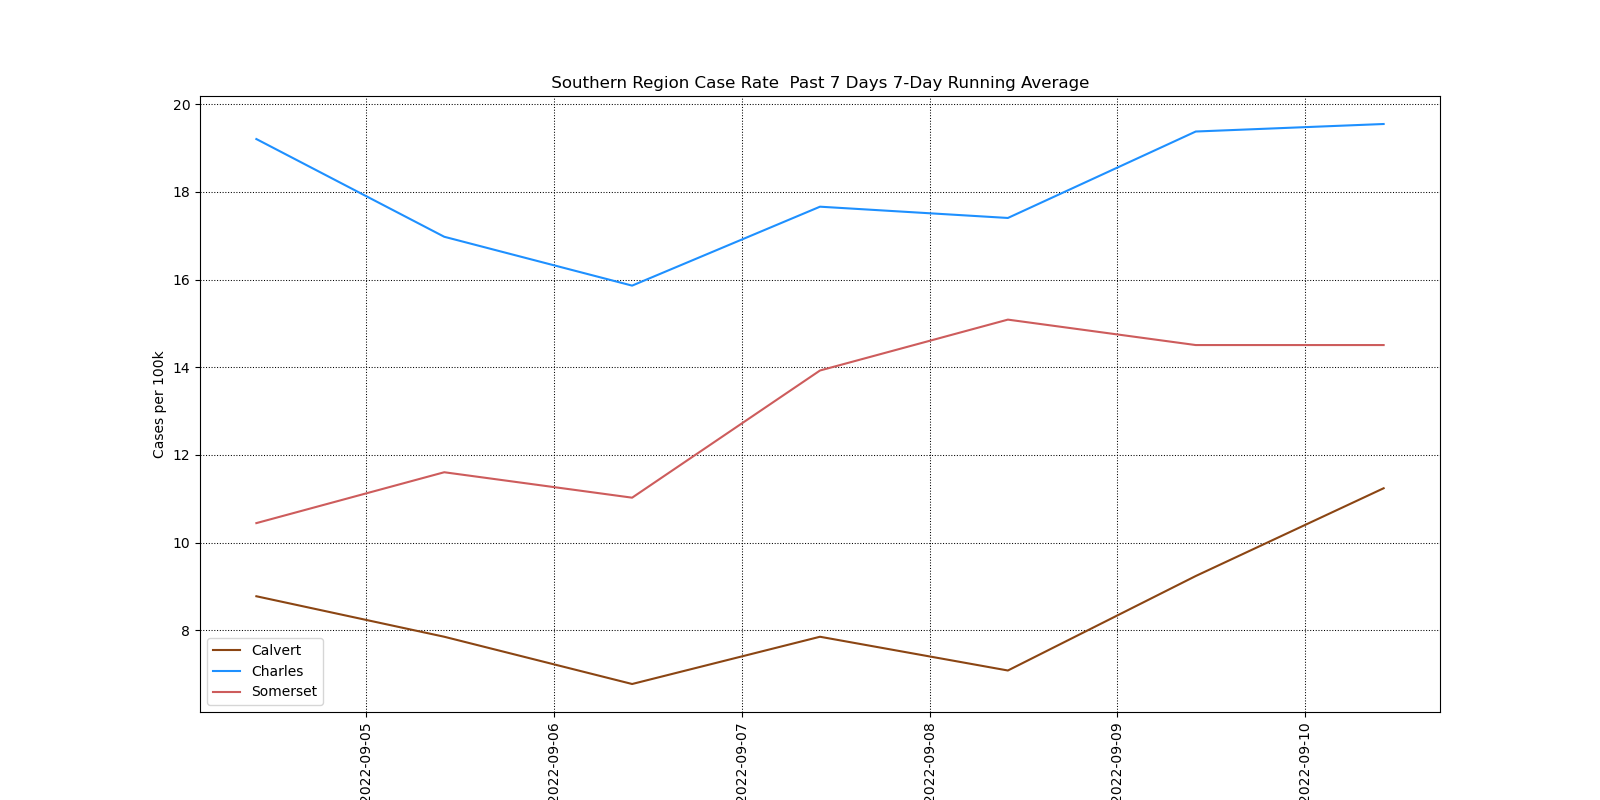 Southern Region Case Rate  Past 7 Days 7-Day Running Average
20
18
16
14
12
10
8
Cases per 100k
Calvert
Charles
Somerset
2022-09-05
2022-09-06
2022-09-07
2022-09-08
2022-09-09
2022-09-10